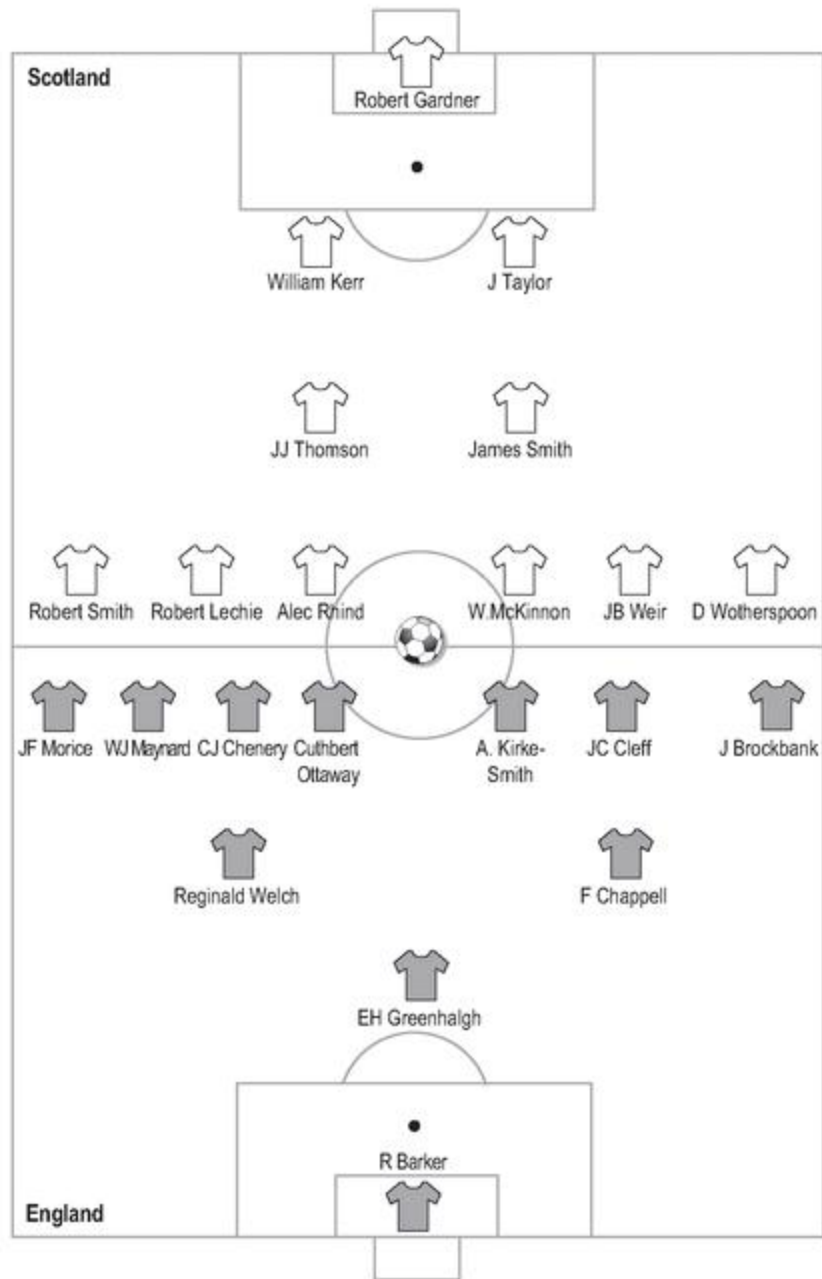 Scotland
Robert Gardner
William Kerr J Taylor
JJ Thomson James Smith
Robert Smith Robert Lechie Alec Rhind W.McKinnon JB Weir D Wotherspoon
JF Morice WJ Maynard CJ Chenery Cuthbert A. Kirke- JC Cleff J Brockbank
Ottaway Smith
Reginald Welch F Chappell
EH Greenhalgh
R Barker
England